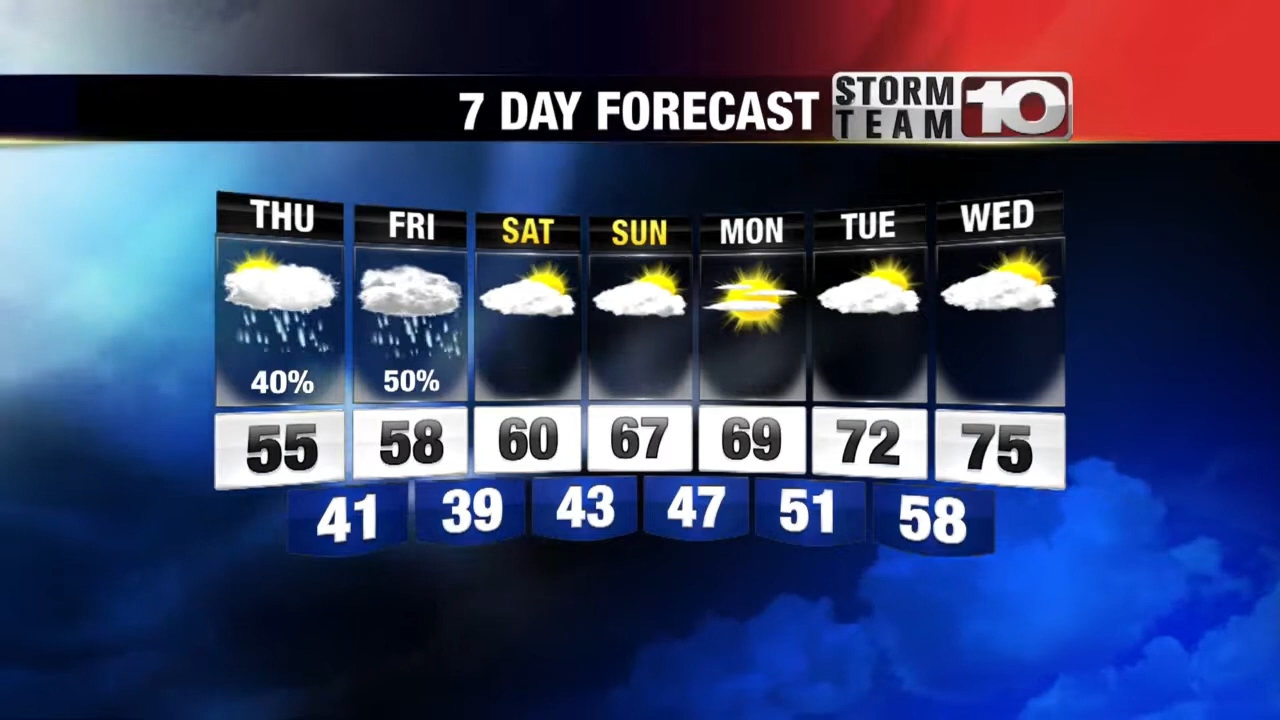 7 DAY FORECAST STORM TEAM 10
THU FRI SAT SUN MON TUE WED
40% 50%
55 58 60 67 69 72 75
41 39 43 47 51 58